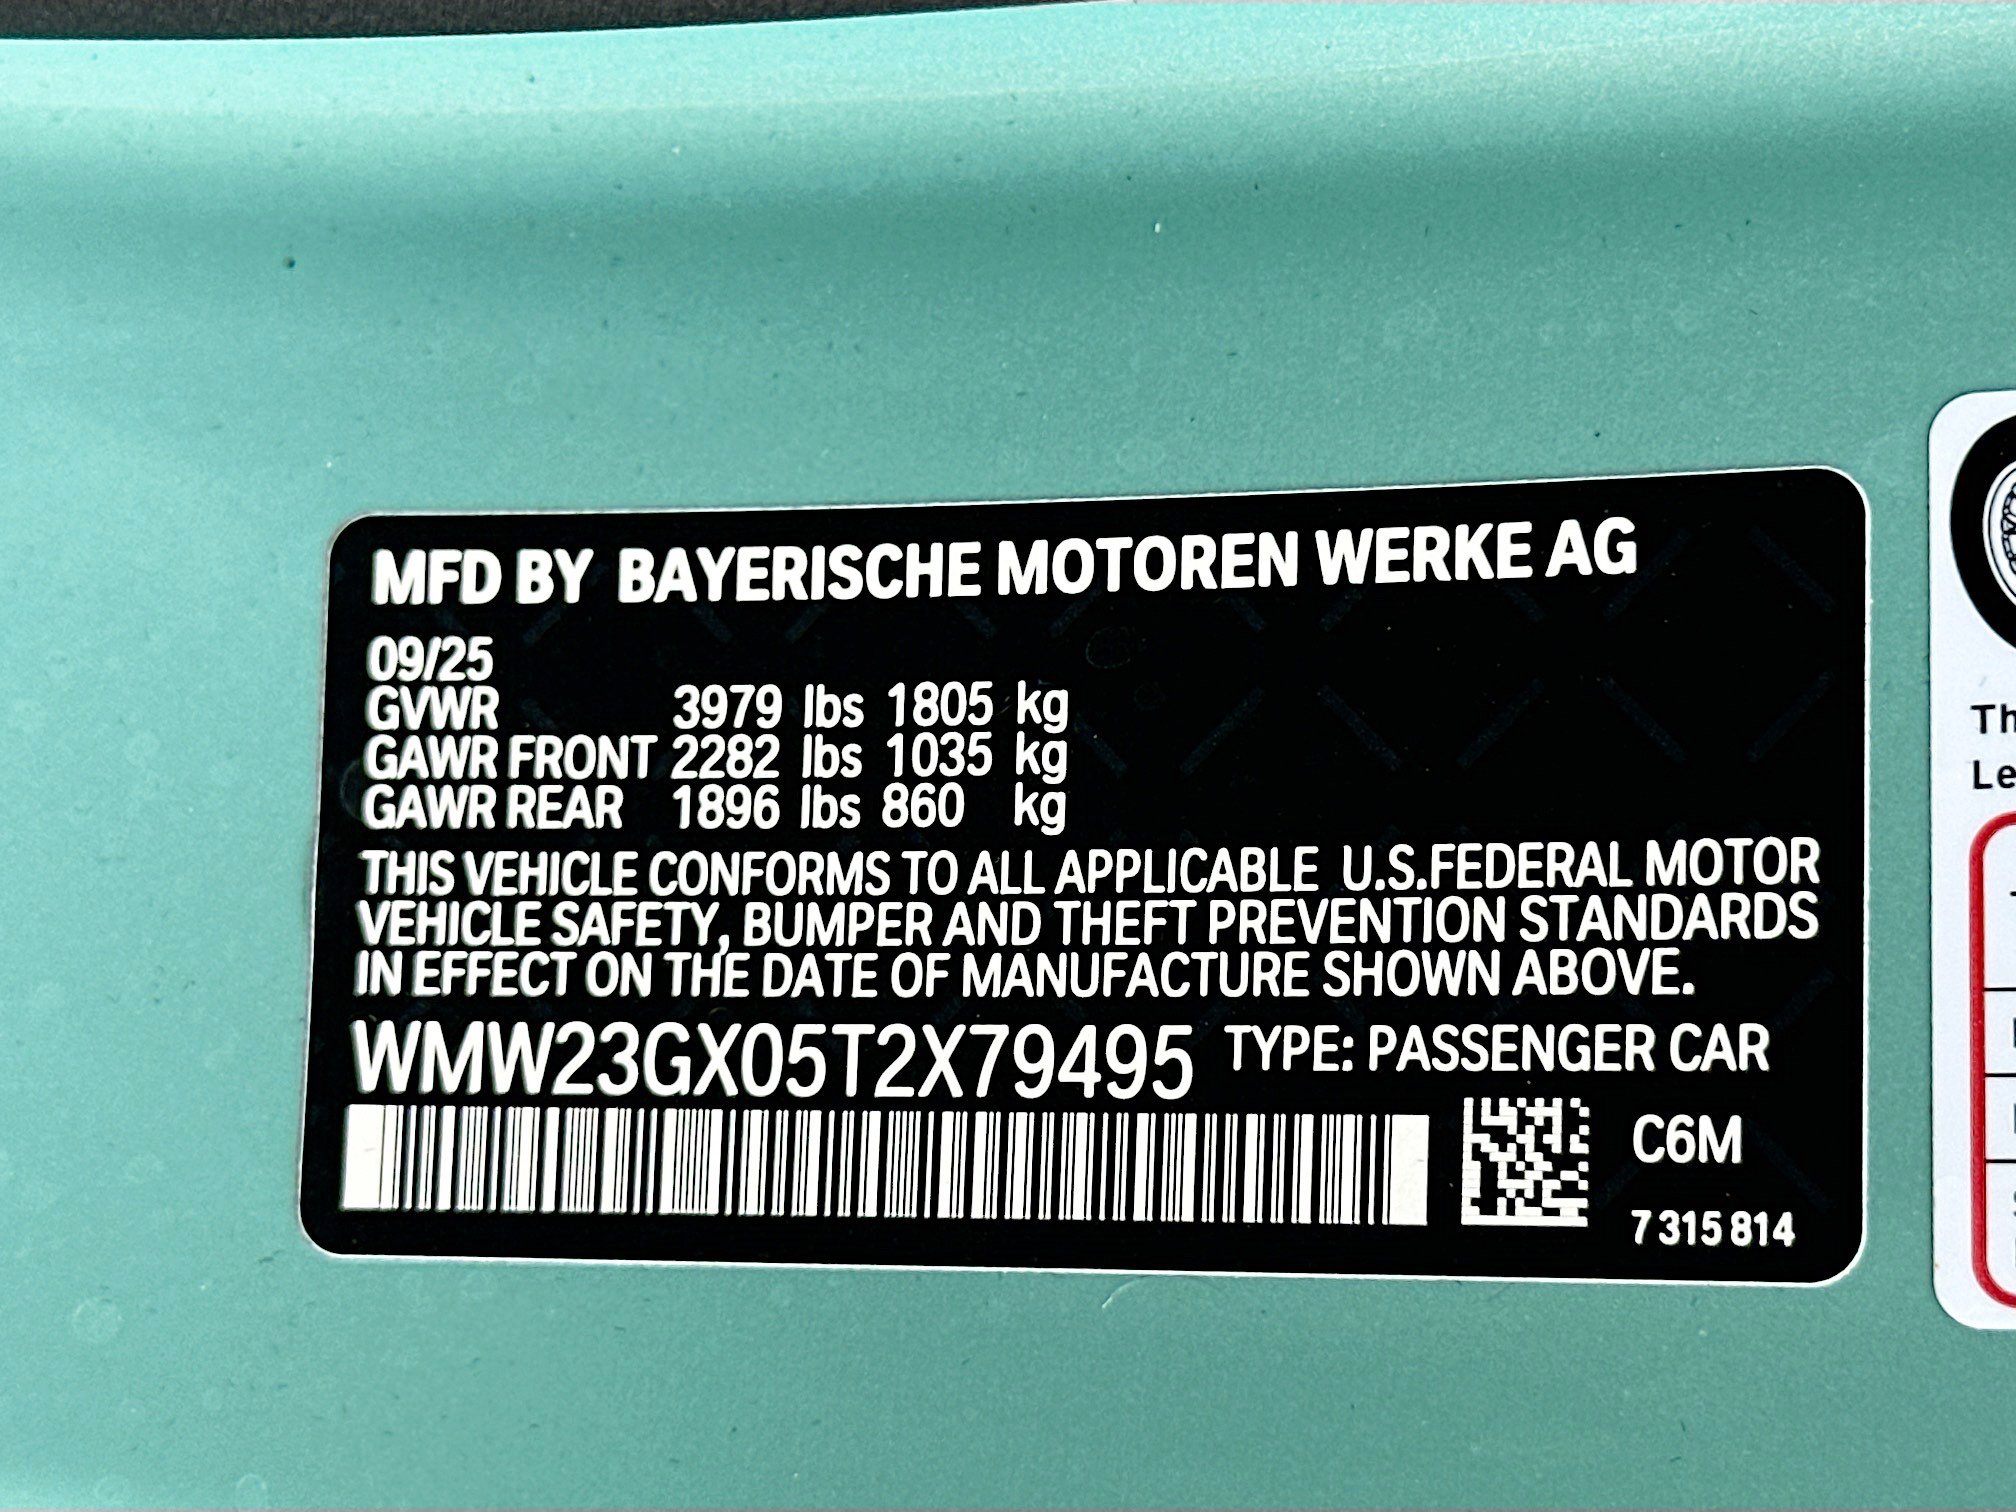 MFD BY BAYERISCHE MOTOREN WERKE AG
09/25
GVWR 3979 lbs 1805 kg
GAWR FRONT 2282 lbs 1035 kg
GAWR REAR 1896 lbs 860 kg
THIS VEHICLE CONFORMS TO ALL APPLICABLE U.S.FEDERAL MOTOR
VEHICLE SAFETY, BUMPER AND THEFT PREVENTION STANDARDS
IN EFFECT ON THE DATE OF MANUFACTURE SHOWN ABOVE.
WMW23GX05T2X79495 TYPE: PASSENGER CAR
C6M
7 315 814
Th
Le